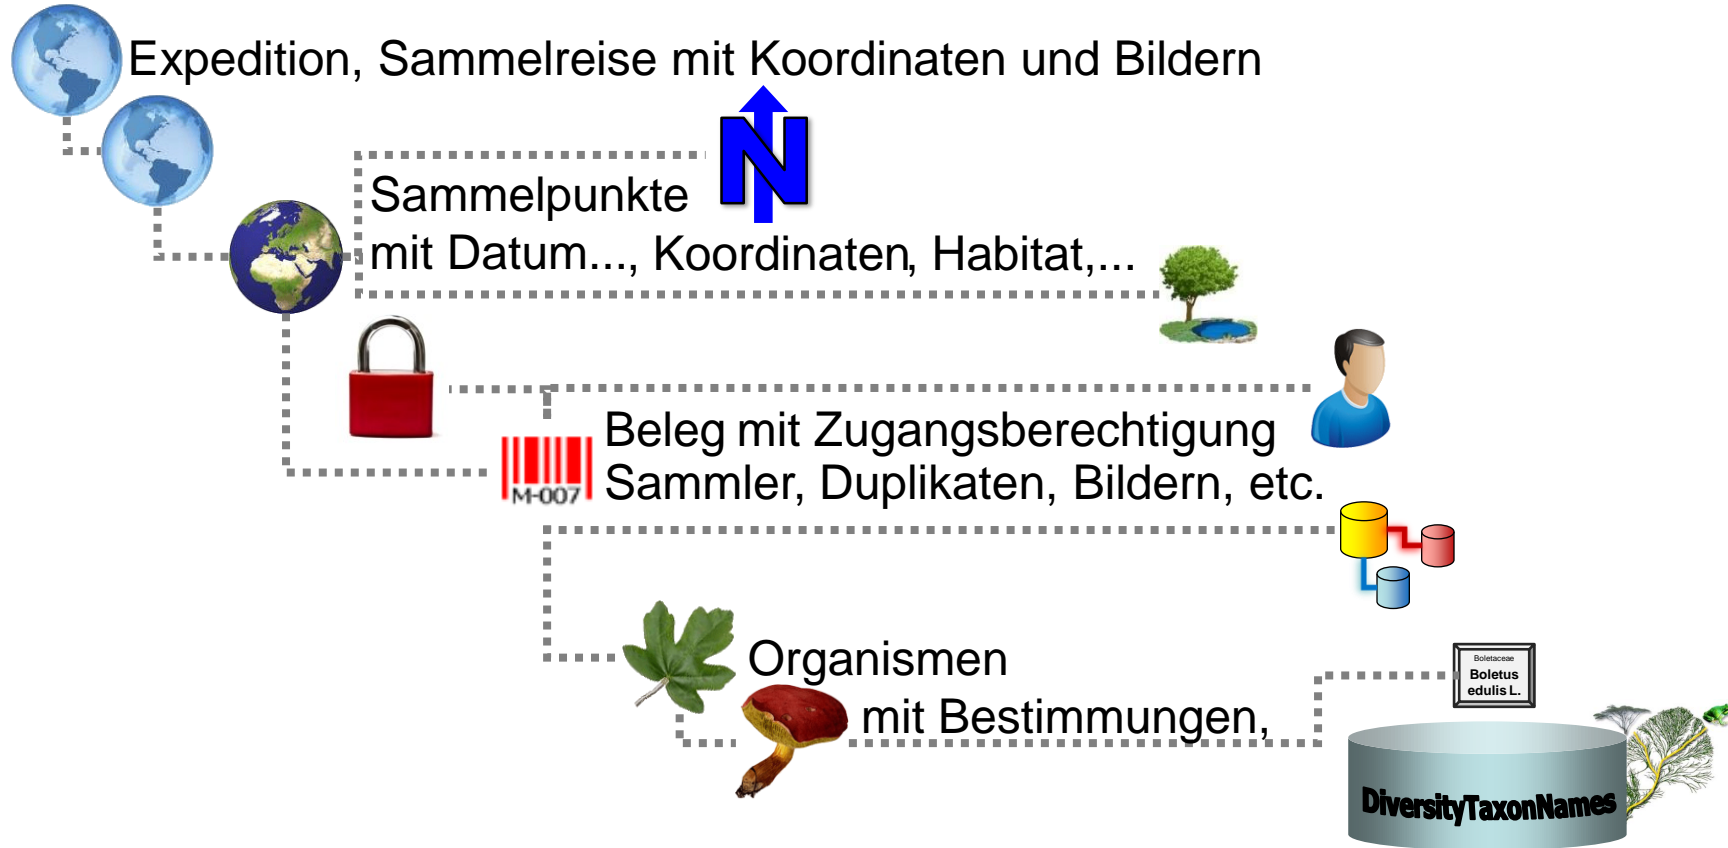 Expedition, Sammelreise mit Koordinaten und Bildern
N
Sammelpunkte
mit Datum..., Koordinaten, Habitat,...
Beleg mit Zugangsberechtigung
M-007
Sammler, Duplikaten, Bildern, etc.
Organismen
mit Bestimmungen,
Boletaceae
Boletus
edulis L.
DiversityTaxonNames